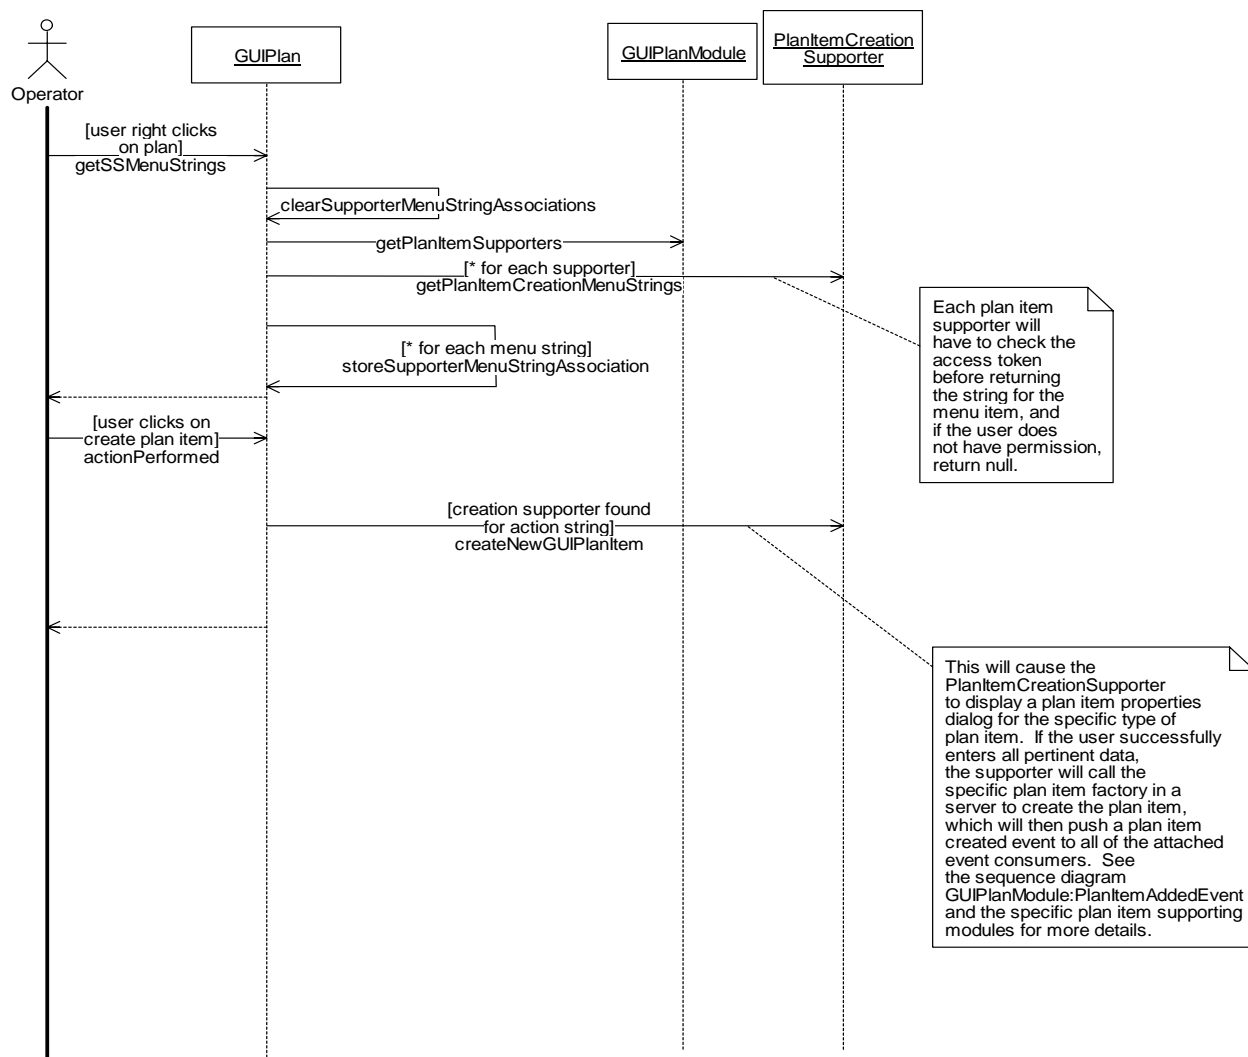 Operator
GUIPlan
GUIPlanModule
PlanItemCreation
Supporter
[user right clicks
on plan]
getSSMenuStrings
clearSupporterMenuStringAssociations
getPlanItemSupporters
[* for each supporter]
getPlanItemCreationMenuStrings
Each plan item
supporter will
have to check the
access token
before returning
the string for the
menu item, and
if the user does
not have permission,
return null.
[* for each menu string]
storeSupporterMenuStringAssociation
[user clicks on
create plan item]
actionPerformed
[creation supporter found
for action string]
createNewGUIPlanItem
This will cause the
PlanItemCreationSupporter
to display a plan item properties
dialog for the specific type of
plan item.  If the user successfully
enters all pertinent data,
the supporter will call the
specific plan item factory in a
server to create the plan item,
which will then push a plan item
created event to all of the attached
event consumers.  See
the sequence diagram
GUIPlanModule:PlanItemAddedEvent
and the specific plan item supporting
modules for more details.